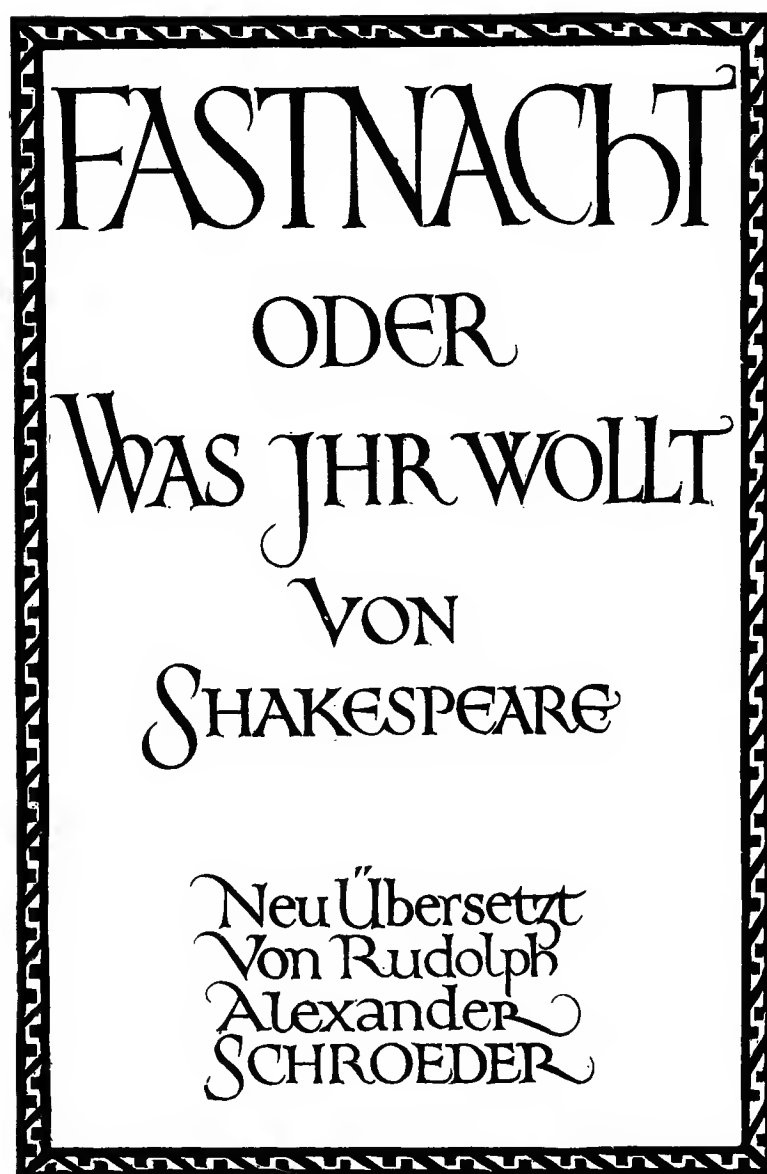 FASTNAChT
ODER
WAS JHR WOLLT
VON
SHAKESPEARE
Neu Übersetzt
Von Rudolph
Alexander
SCHROEDER